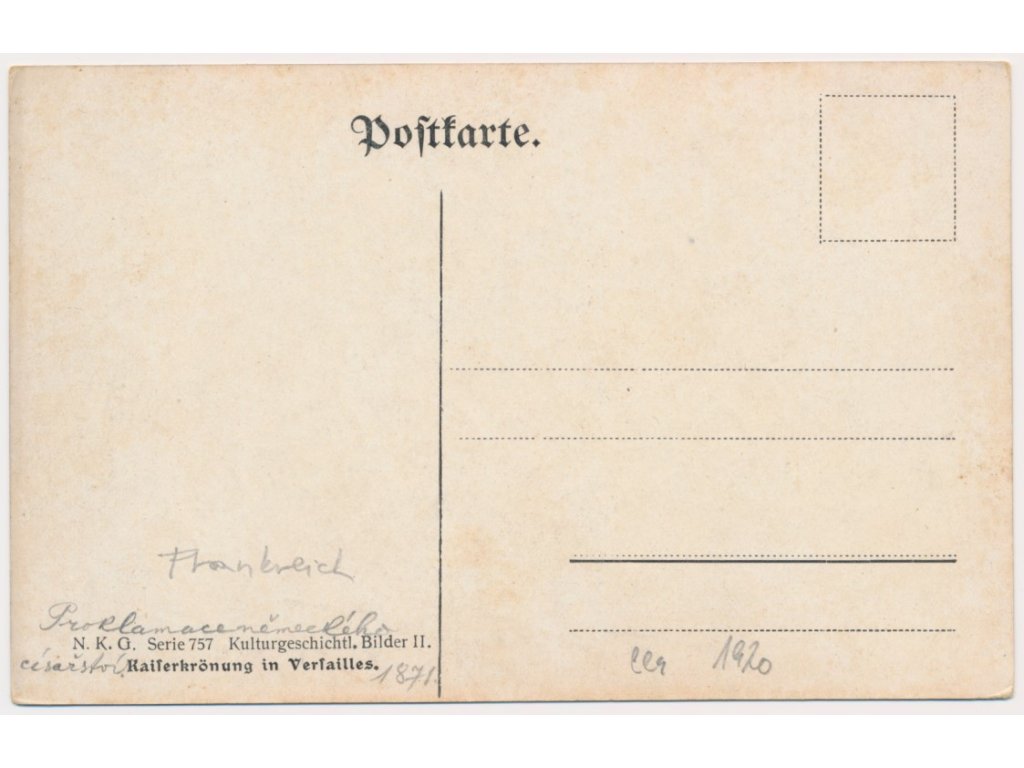 Postkarte.
Frankreich
Proklamace německého
N. K. G. Serie 757 Kulturgeschichtl. Bilder II.
císařství, Kaiserkrönung in Versailles. 1871.
1920